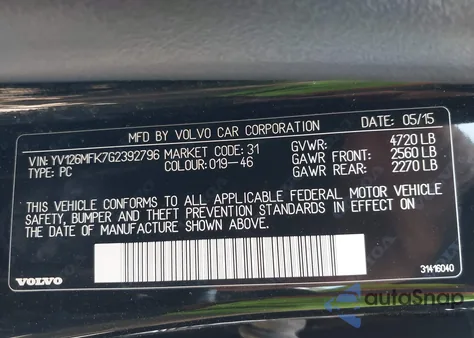 MFD BY VOLVO CAR CORPORATION DATE: 05/15
VIN: YV126MFK7G2392796 MARKET CODE: 31 GVWR: 4720 LB
TYPE: PC COLOUR: 019-46 GAWR FRONT: 2560 LB
GAWR REAR: 2270 LB
THIS VEHICLE CONFORMS TO ALL APPLICABLE FEDERAL MOTOR VEHICLE
SAFETY, BUMPER AND THEFT PREVENTION STANDARDS IN EFFECT ON
THE DATE OF MANUFACTURE SHOWN ABOVE.
VOLVO 31416040
autoSnap